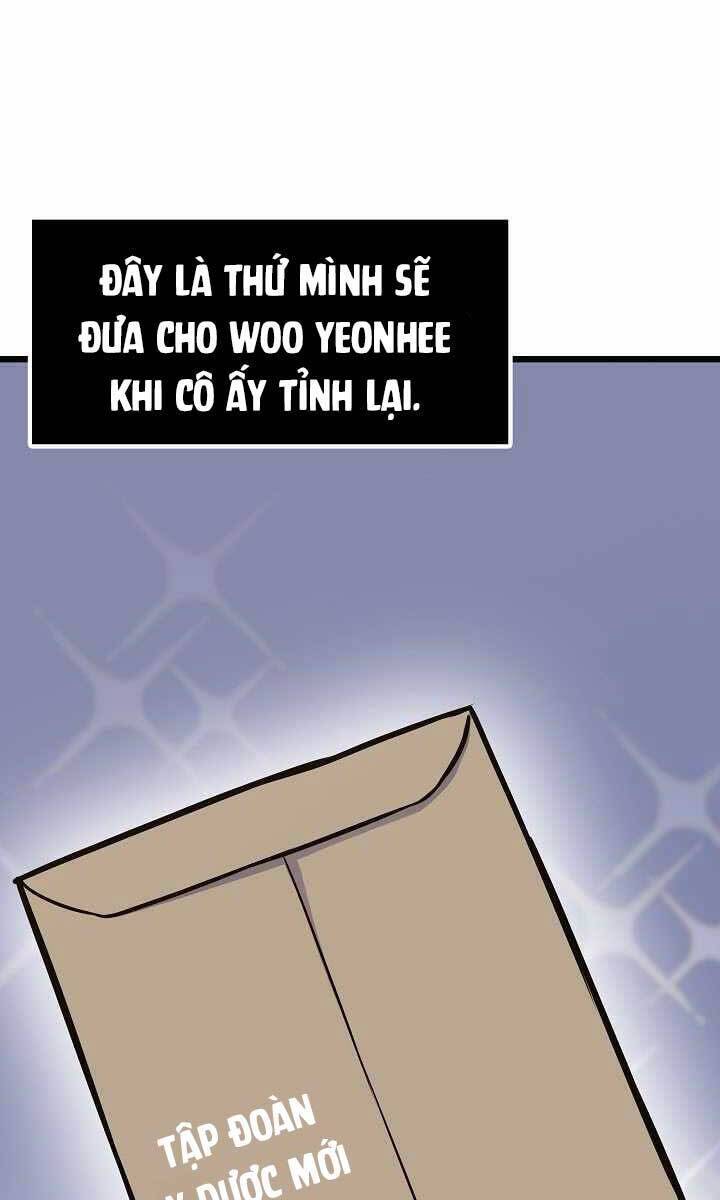 ĐÂY LÀ THỨ MÌNH SẼ
ĐƯA CHO WOO YEONHEE
KHI CÔ ẤY TỈNH LẠI.
TẬP ĐOÀN
DƯỢC MỚI